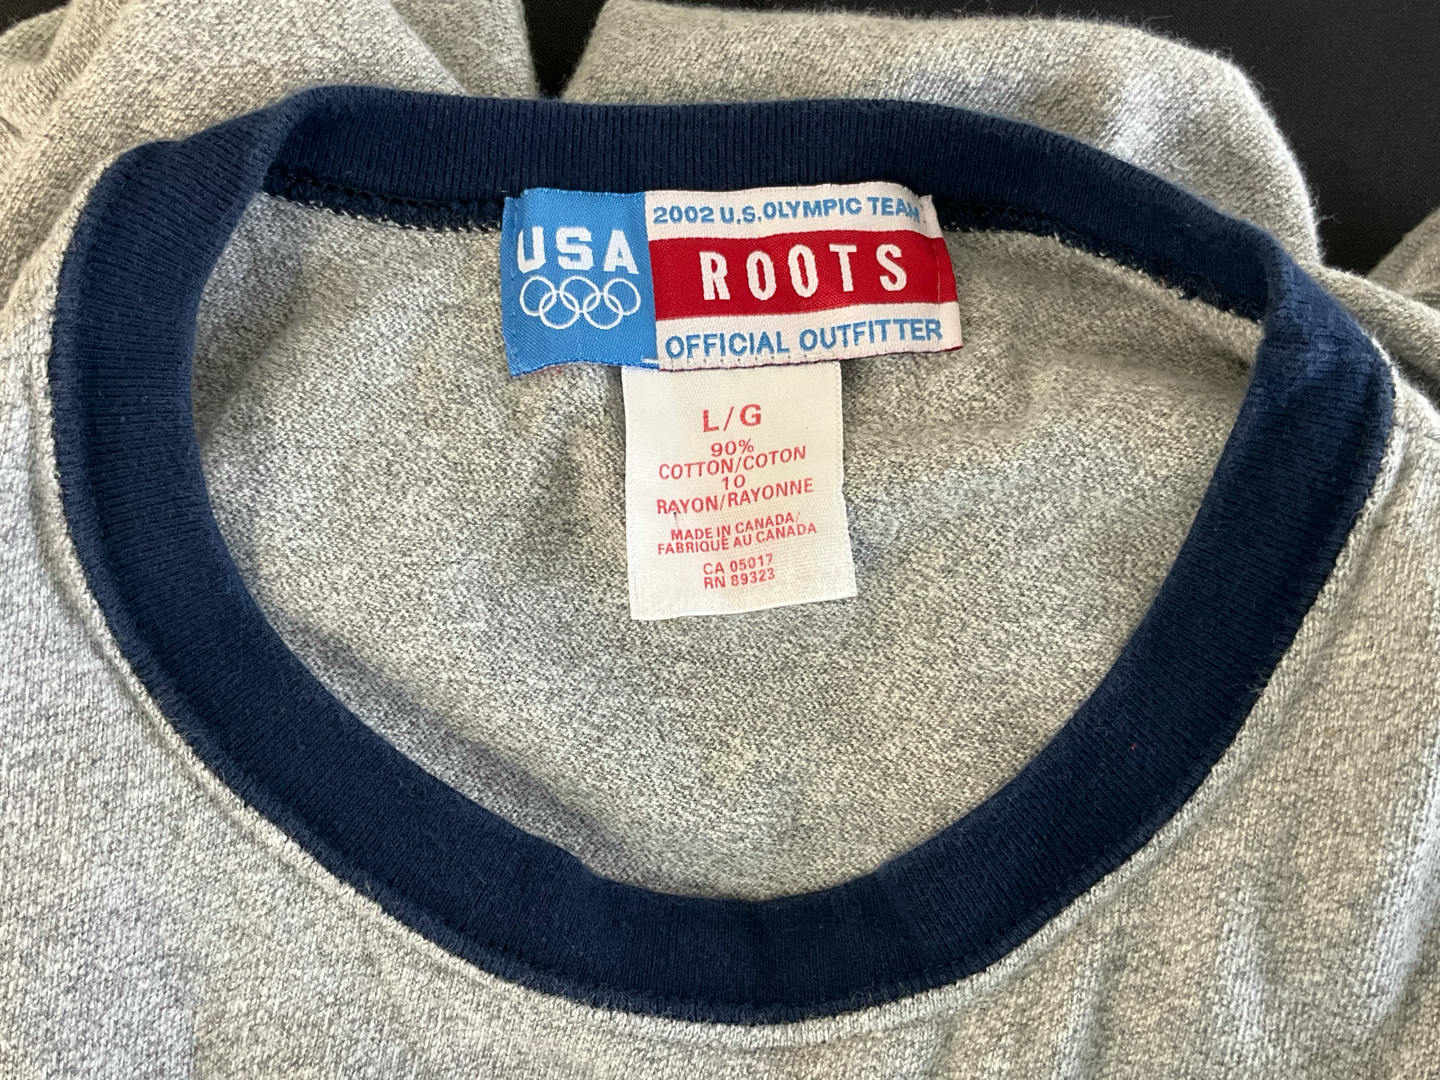 USA
2002 U.S. OLYMPIC TEAM
ROOTS
OFFICIAL OUTFITTER
L/G
90%
COTTON/COTON
10
RAYON/RAYONNE
MADE IN CANADA/
FABRIQUÉ AU CANADA
CA 05017
RN 89323